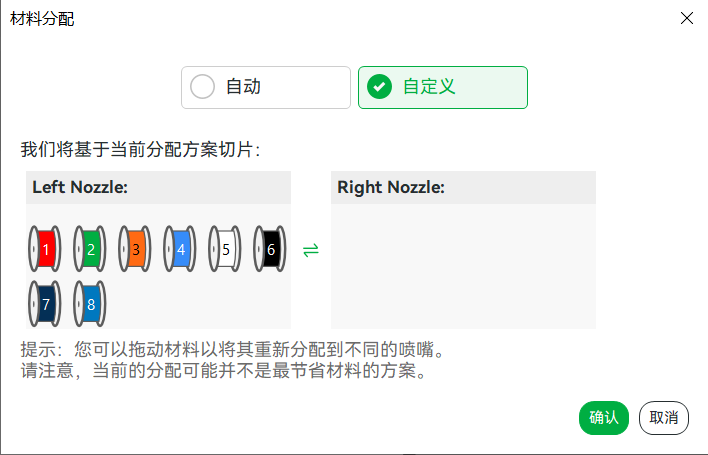 材料分配
自动
自定义
我们将基于当前分配方案切片:
Left Nozzle:
Right Nozzle:
1 2 3 4 5 6
7 8
提示：您可以拖动材料以将其重新分配到不同的喷嘴。
请注意，当前的分配可能并不是最节省材料的方案。
确认
取消